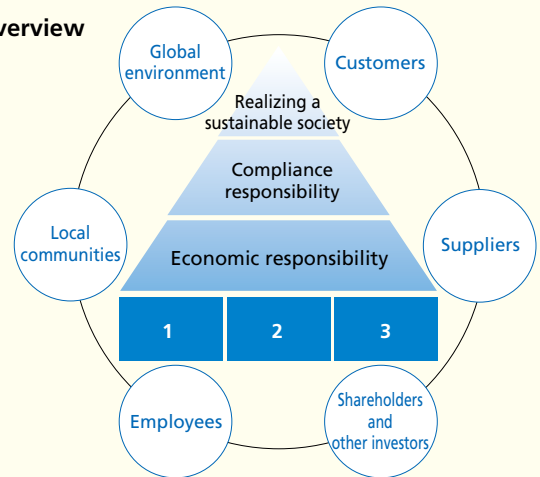 verview
Global
environment
Customers
Realizing a
sustainable society
Compliance
responsibility
Local
communities
Economic responsibility
Suppliers
1
2
3
Employees
Shareholders
and
other investors